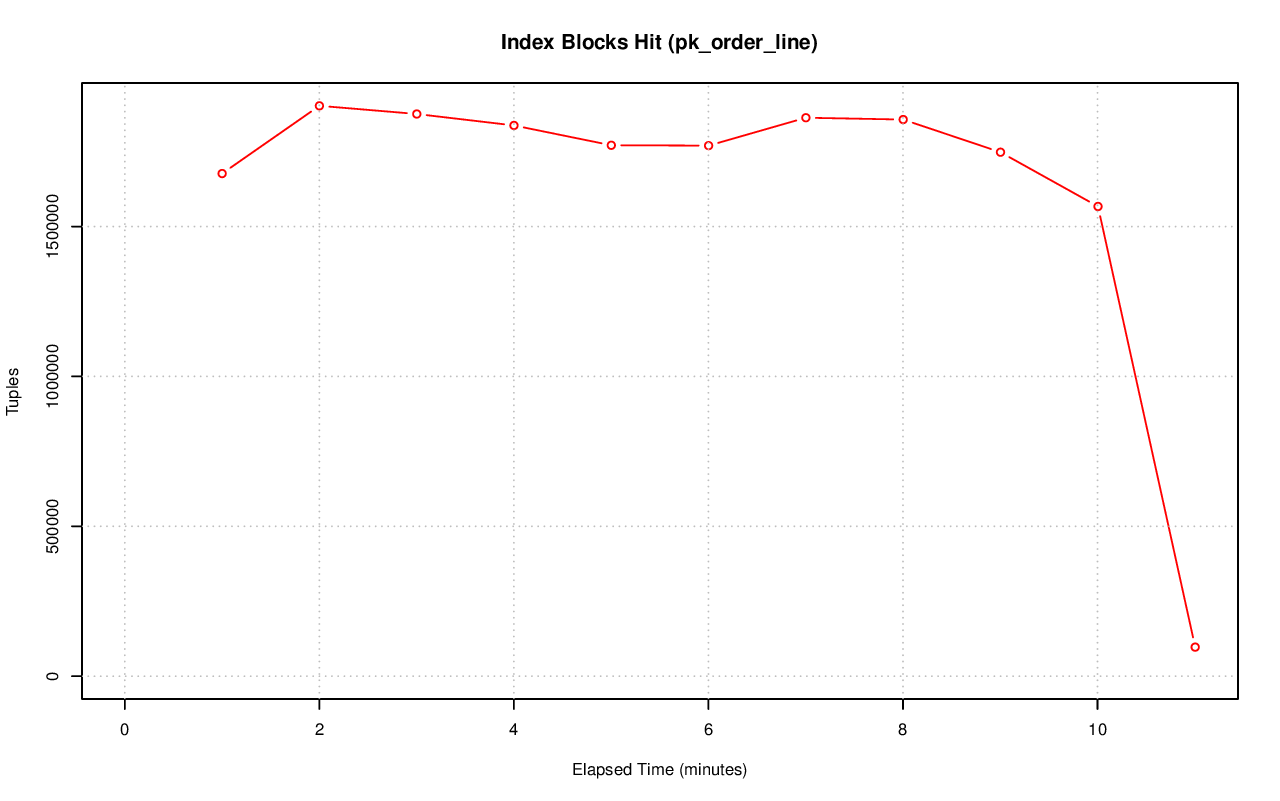 Index Blocks Hit (pk_order_line)
Tuples
1500000
1000000
500000
0
0 2 4 6 8 10
Elapsed Time (minutes)